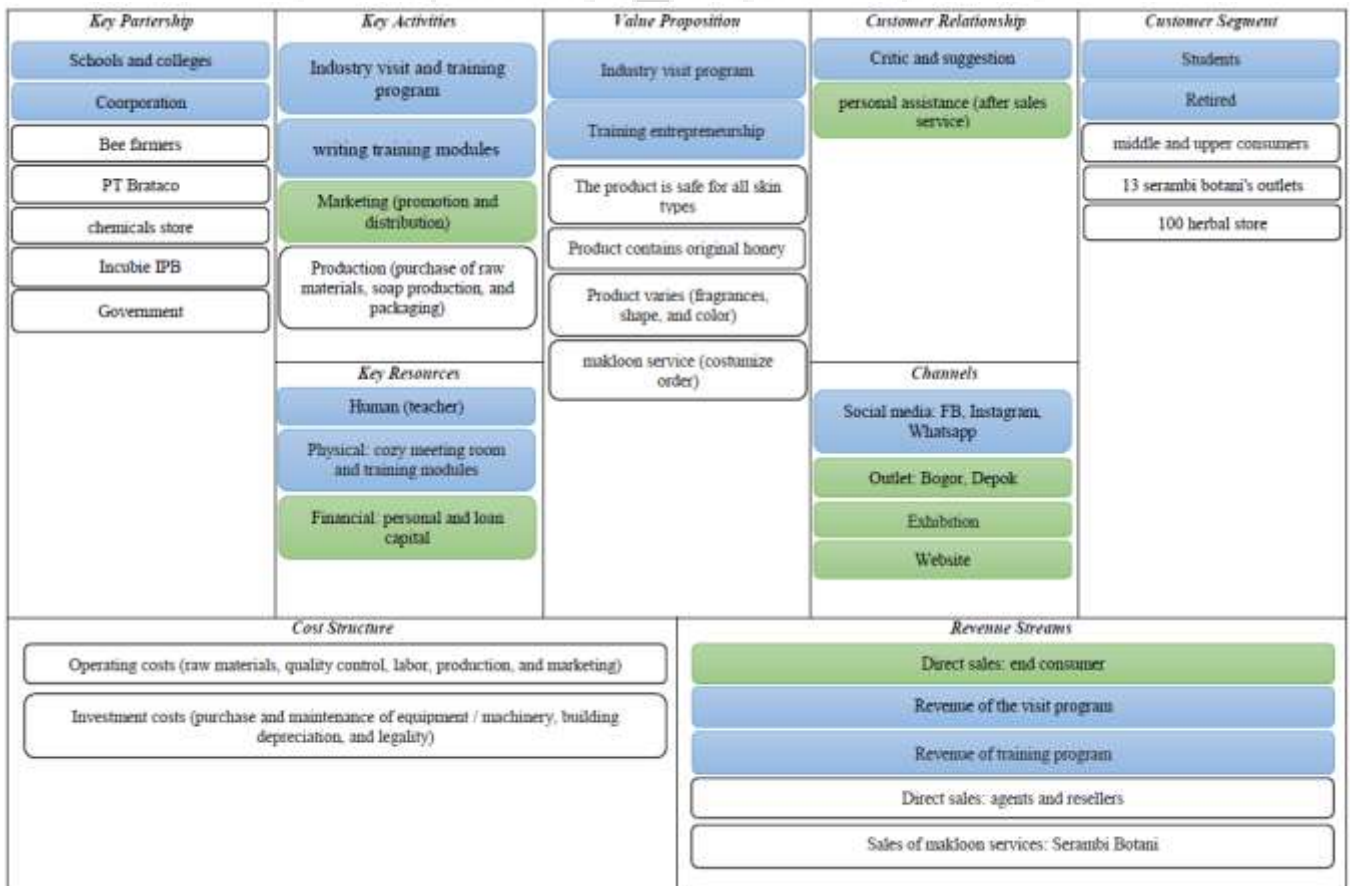 Key Partership
Schools and colleges
Coorporation
Bee farmers
PT Brataco
chemicals store
Incubie IPB
Government
Key Activities
Industry visit and training
program
writing training modules
Marketing (promotion and
distribution)
Production (purchase of raw
materials, soap production, and
packaging)
Key Resources
Human (teacher)
Physical: cozy meeting room
and training modules
Financial: personal and loan
capital
Value Proposition
Industry visit program
Training entrepreneurship
The product is safe for all skin
types
Product contains original honey
Product varies (fragrances,
shape, and color)
makloon service (costumize
order)
Customer Relationship
Critic and suggestion
personal assistance (after sales
service)
Channels
Social media: FB, Instagram,
Whatsapp
Outlet: Bogor, Depok
Exhibition
Website
Customer Segment
Students
Retired
middle and upper consumers
13 serambi botani's outlets
100 herbal store
Cost Structure
Operating costs (raw materials, quality control, labor, production, and marketing)
Investment costs (purchase and maintenance of equipment / machinery, building
depreciation, and legality)
Revenue Streams
Direct sales: end consumer
Revenue of the visit program
Revenue of training program
Direct sales: agents and resellers
Sales of makloon services: Serambi Botani